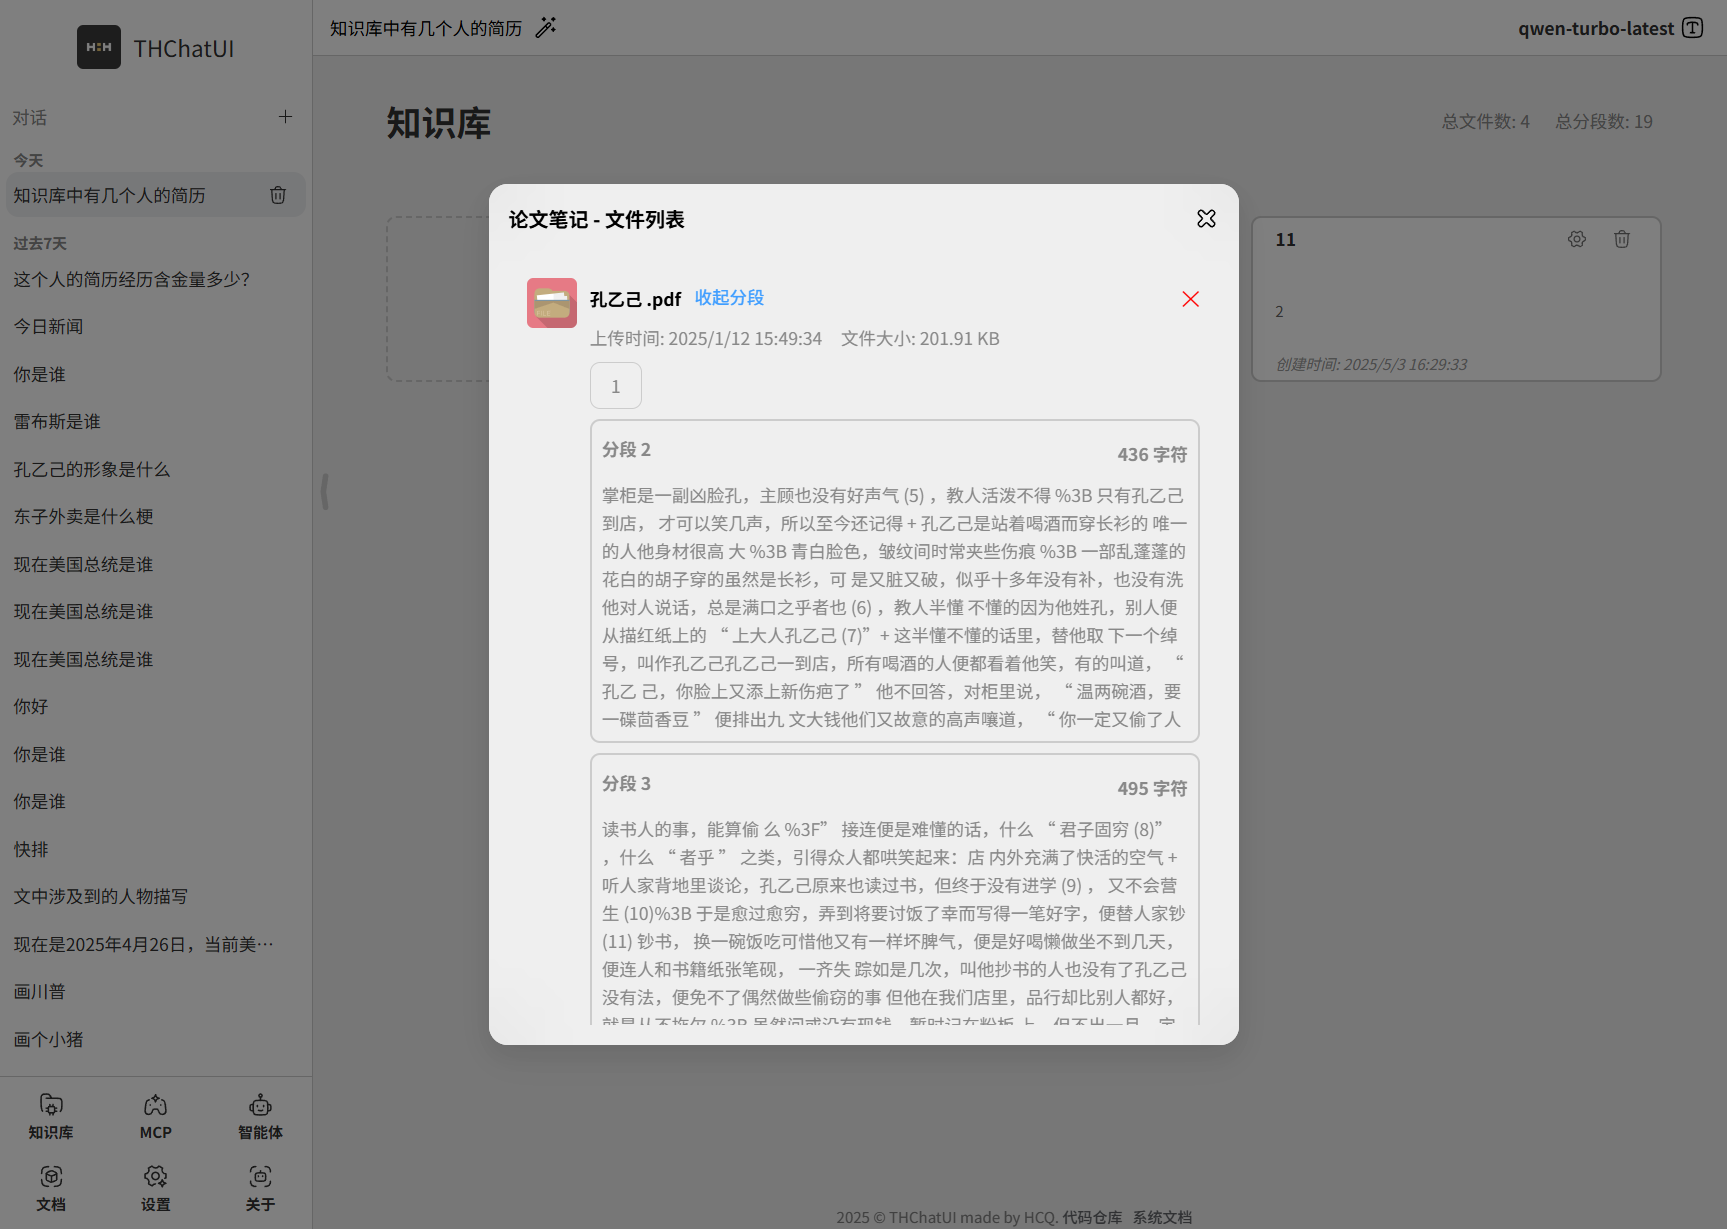 THChatUI
对话
今天
知识库中有几个人的简历
过去7天
这个人的简历经历含金量多少?
今日新闻
你是谁
雷布斯是谁
孔乙己的形象是什么
东子外卖是什么梗
现在美国总统是谁
现在美国总统是谁
现在美国总统是谁
你好
你是谁
你是谁
快排
文中涉及到的人物描写
现在是2025年4月26日，当前美…
画川普
画个小猪
知识库 MCP 智能体
文档 设置 关于
知识库中有几个人的简历 qwen-turbo-latest
知识库 总文件数: 4 总分段数: 19
11
2
创建时间: 2025/5/3 16:29:33
论文笔记 - 文件列表
孔乙己 .pdf 收起分段
上传时间: 2025/1/12 15:49:34 文件大小: 201.91 KB
1
分段 2 436 字符
掌柜是一副凶脸孔，主顾也没有好声气 (5) ，教人活泼不得 %3B 只有孔乙己
到店， 才可以笑几声，所以至今还记得 + 孔乙己是站着喝酒而穿长衫的 唯一
的人他身材很高 大 %3B 青白脸色，皱纹间时常夹些伤痕 %3B 一部乱蓬蓬的
花白的胡子穿的虽然是长衫，可 是又脏又破，似乎十多年没有补，也没有洗
他对人说话，总是满口之乎者也 (6) ，教人半懂 不懂的因为他姓孔，别人便
从描红纸上的 “ 上大人孔乙己 (7)” + 这半懂不懂的话里，替他取 下一个绰
号，叫作孔乙己孔乙己一到店，所有喝酒的人便都看着他笑，有的叫道， “
孔乙 己，你脸上又添上新伤疤了 ” 他不回答，对柜里说， “ 温两碗酒，要
一碟茴香豆 ” 便排出九 文大钱他们又故意的高声嚷道， “ 你一定又偷了人
分段 3 495 字符
读书人的事，能算偷 么 %3F” 接连便是难懂的话，什么 “ 君子固穷 (8)”
，什么 “ 者乎 ” 之类，引得众人都哄笑起来：店 内外充满了快活的空气 +
听人家背地里谈论，孔乙己原来也读过书，但终于没有进学 (9) ， 又不会营
生 (10)%3B 于是愈过愈穷，弄到将要讨饭了幸而写得一笔好字，便替人家钞
(11) 钞书， 换一碗饭吃可惜他又有一样坏脾气，便是好喝懒做坐不到几天，
便连人和书籍纸张笔砚， 一齐失 踪如是几次，叫他抄书的人也没有了孔乙己
没有法，便免不了偶然做些偷窃的事 但他在我们店里，品行却比别人都好，
就是从不拖欠 %3B 虽然间或没有现钱，暂时记在粉板 上，但不出一月，定
2025 © THChatUI made by HCQ. 代码仓库 系统文档